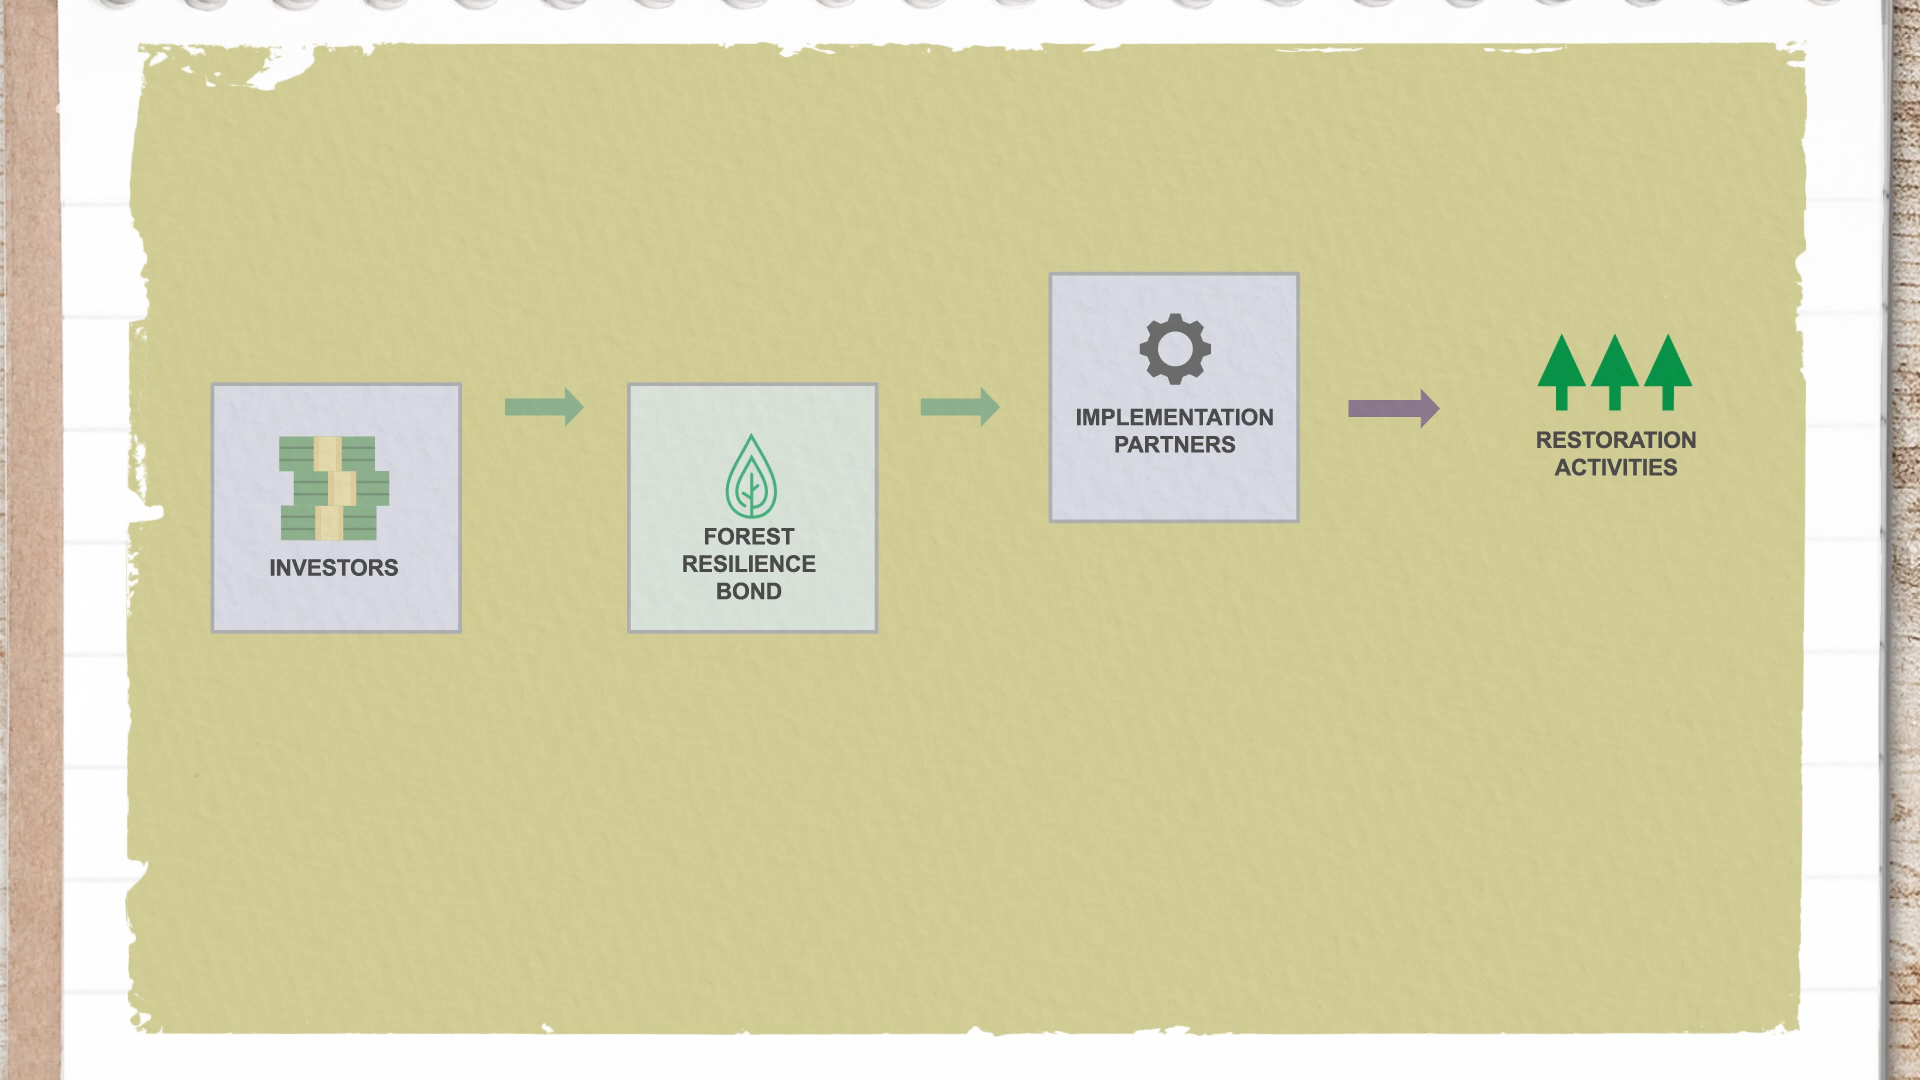 INVESTORS
FOREST
RESILIENCE
BOND
IMPLEMENTATION
PARTNERS
RESTORATION
ACTIVITIES